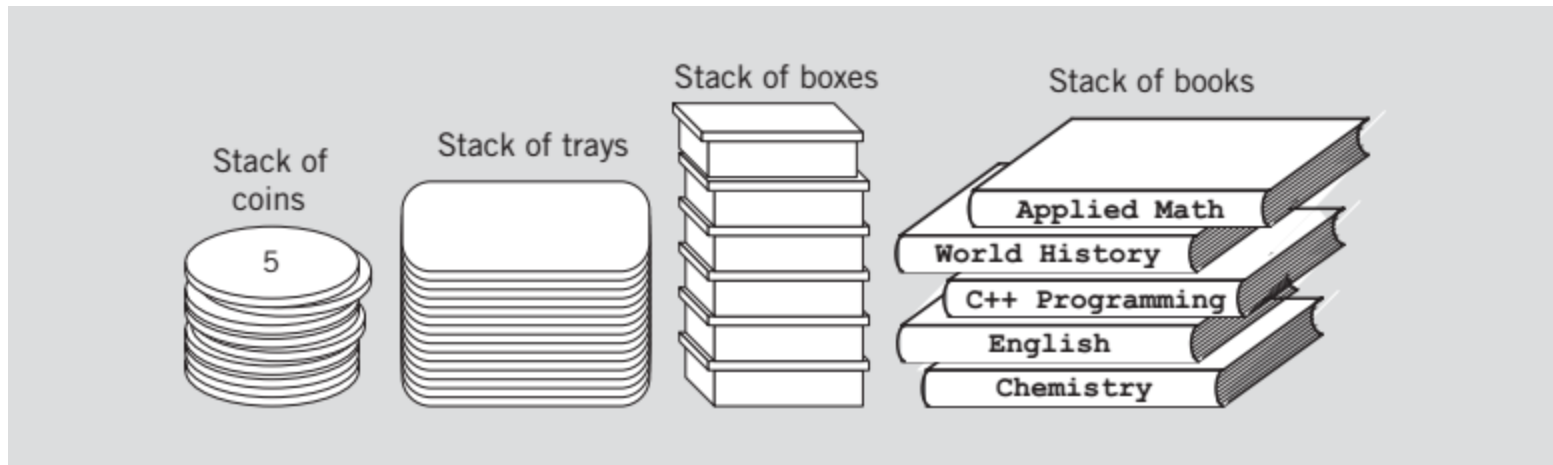 Stack of
coins
5
Stack of trays
Stack of boxes
Stack of books
Applied Math
World History
C++ Programming
English
Chemistry